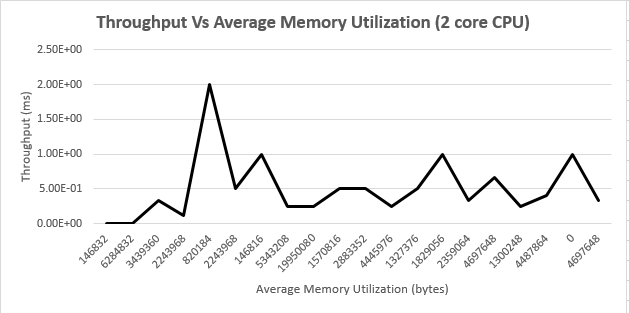 Throughput Vs Average Memory Utilization (2 core CPU)
2.50E+00
2.00E+00
1.50E+00
1.00E+00
5.00E-01
0.00E+00
Throughput (ms)
146832
6284832
3439360
2243968
820184
2243968
146816
5343208
19950080
1570816
2883352
4445976
1327376
1829056
2359064
4697648
1300248
4487864
0
4697648
Average Memory Utilization (bytes)